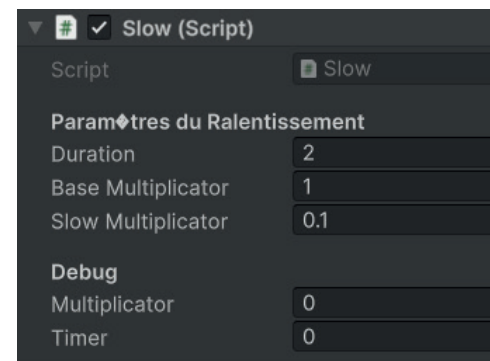 # Slow (Script)
Script # Slow
Param�tres du Ralentissement
Duration 2
Base Multiplicator 1
Slow Multiplicator 0.1
Debug
Multiplicator 0
Timer 0